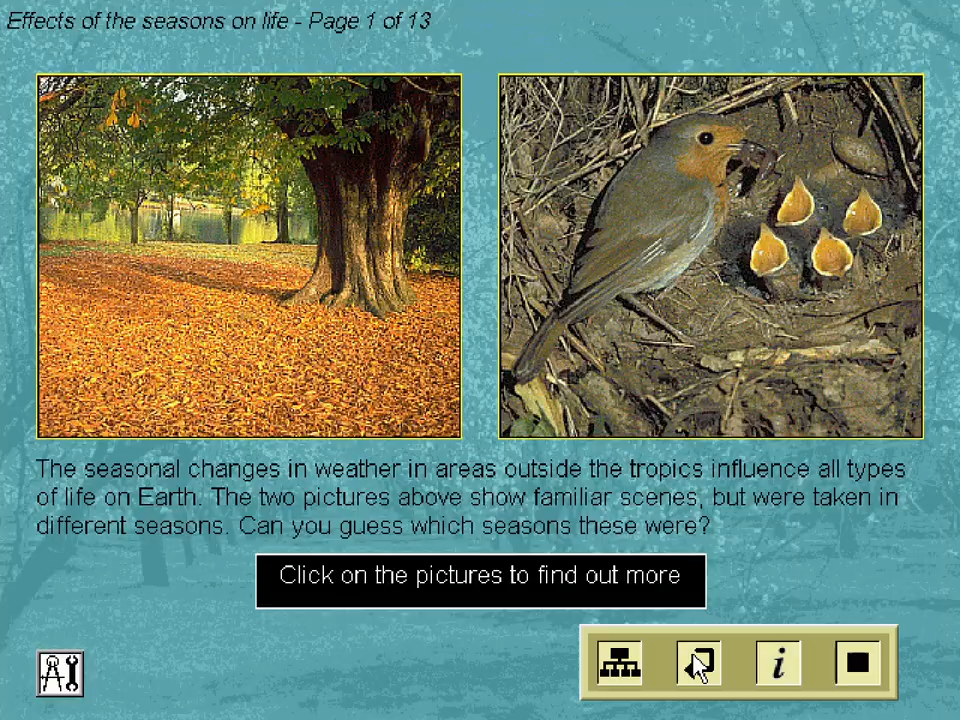 Effects of the seasons on life - Page 1 of 13
The seasonal changes in weather in areas outside the tropics influence all types
of life on Earth. The two pictures above show familiar scenes, but were taken in
different seasons. Can you guess which seasons these were?
Click on the pictures to find out more
i